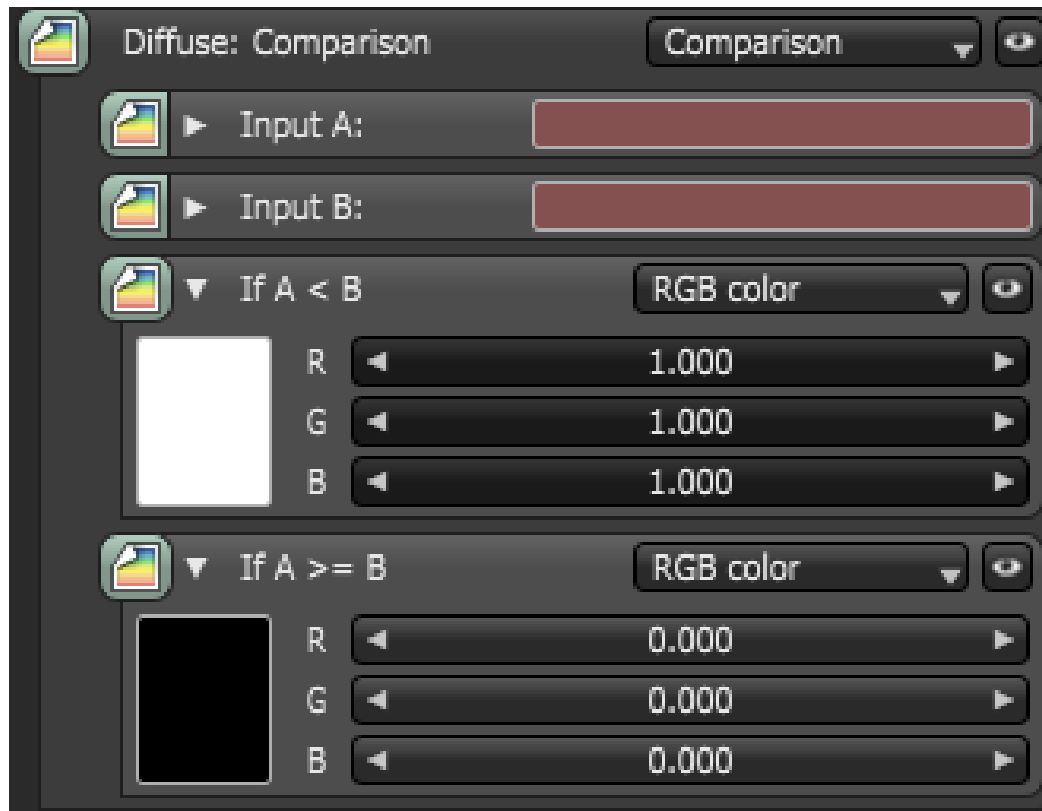 Diffuse: Comparison Comparison
Input A:
Input B:
If A < B RGB color
R 1.000
G 1.000
B 1.000
If A >= B RGB color
R 0.000
G 0.000
B 0.000